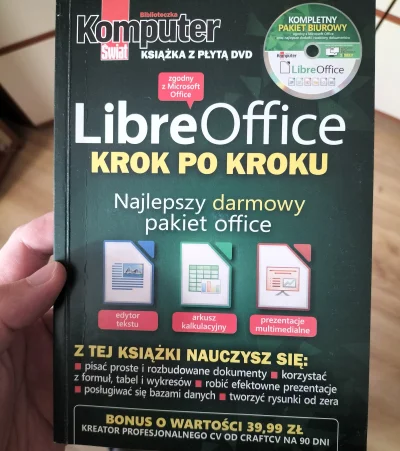 Biblioteczka
Komputer
Świat
KSIĄŻKA Z PŁYTĄ DVD
KOMPLETNY
PAKIET BIUROWY
Komputer
LibreOffice
zgodny
z Microsoft
Office
LibreOffice
KROK PO KROKU
Najlepszy darmowy
pakiet office
edytor
tekstu
arkusz
kalkulacyjny
prezentacje
multimedialne
Z TEJ KSIĄŻKI NAUCZYSZ SIĘ:
■ pisać proste i rozbudowane dokumenty ■ korzystać
z formuł, tabel i wykresów ■ robić efektowne prezentacje
■ posługiwać się bazami danych ■ tworzyć rysunki od zera
BONUS O WARTOŚCI 39,99 ZŁ
KREATOR PROFESJONALNEGO CV OD CRAFTCV NA 90 DNI